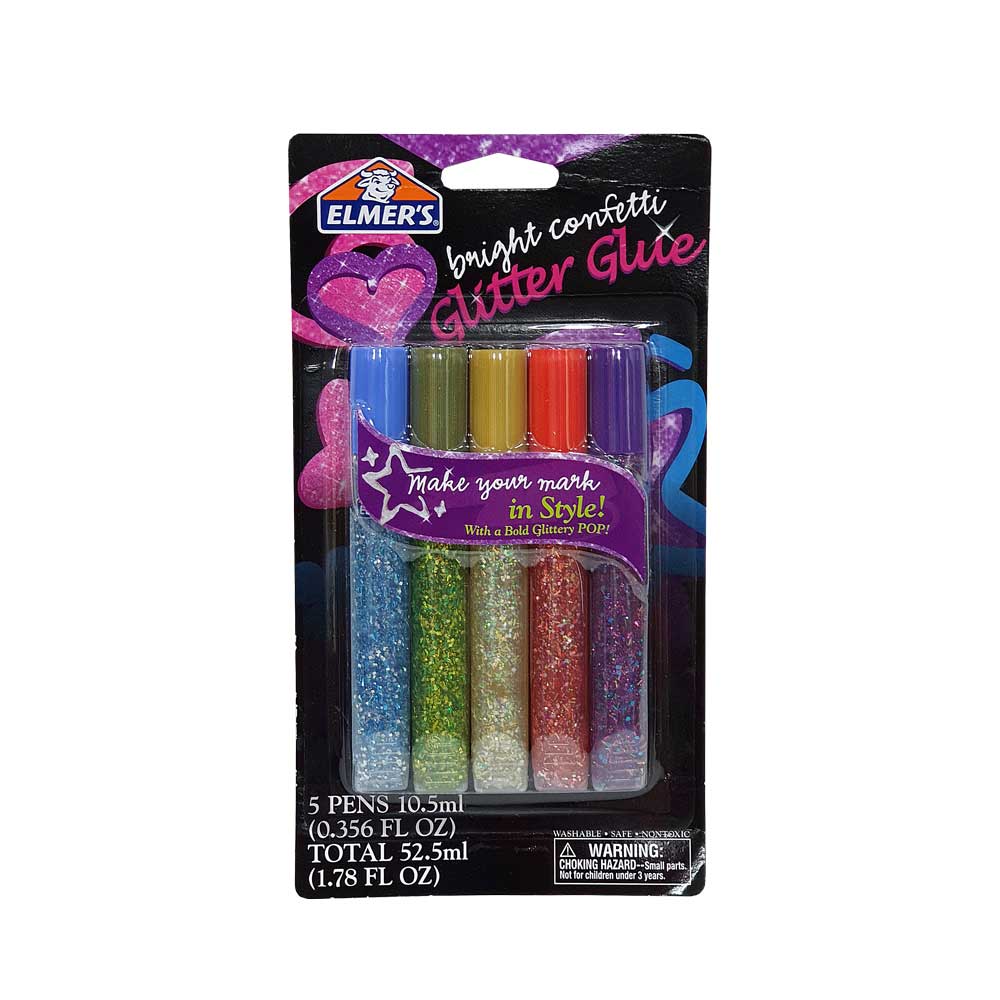 ELMER'S®
bright confetti
Glitter Glue
Make your mark
in Style!
With a Bold Glittery POP!
5 PENS 10.5ml
(0.356 FL OZ)
TOTAL 52.5ml
(1.78 FL OZ)
WASHABLE • SAFE • NONTOXIC
WARNING:
CHOKING HAZARD--Small parts.
Not for children under 3 years.